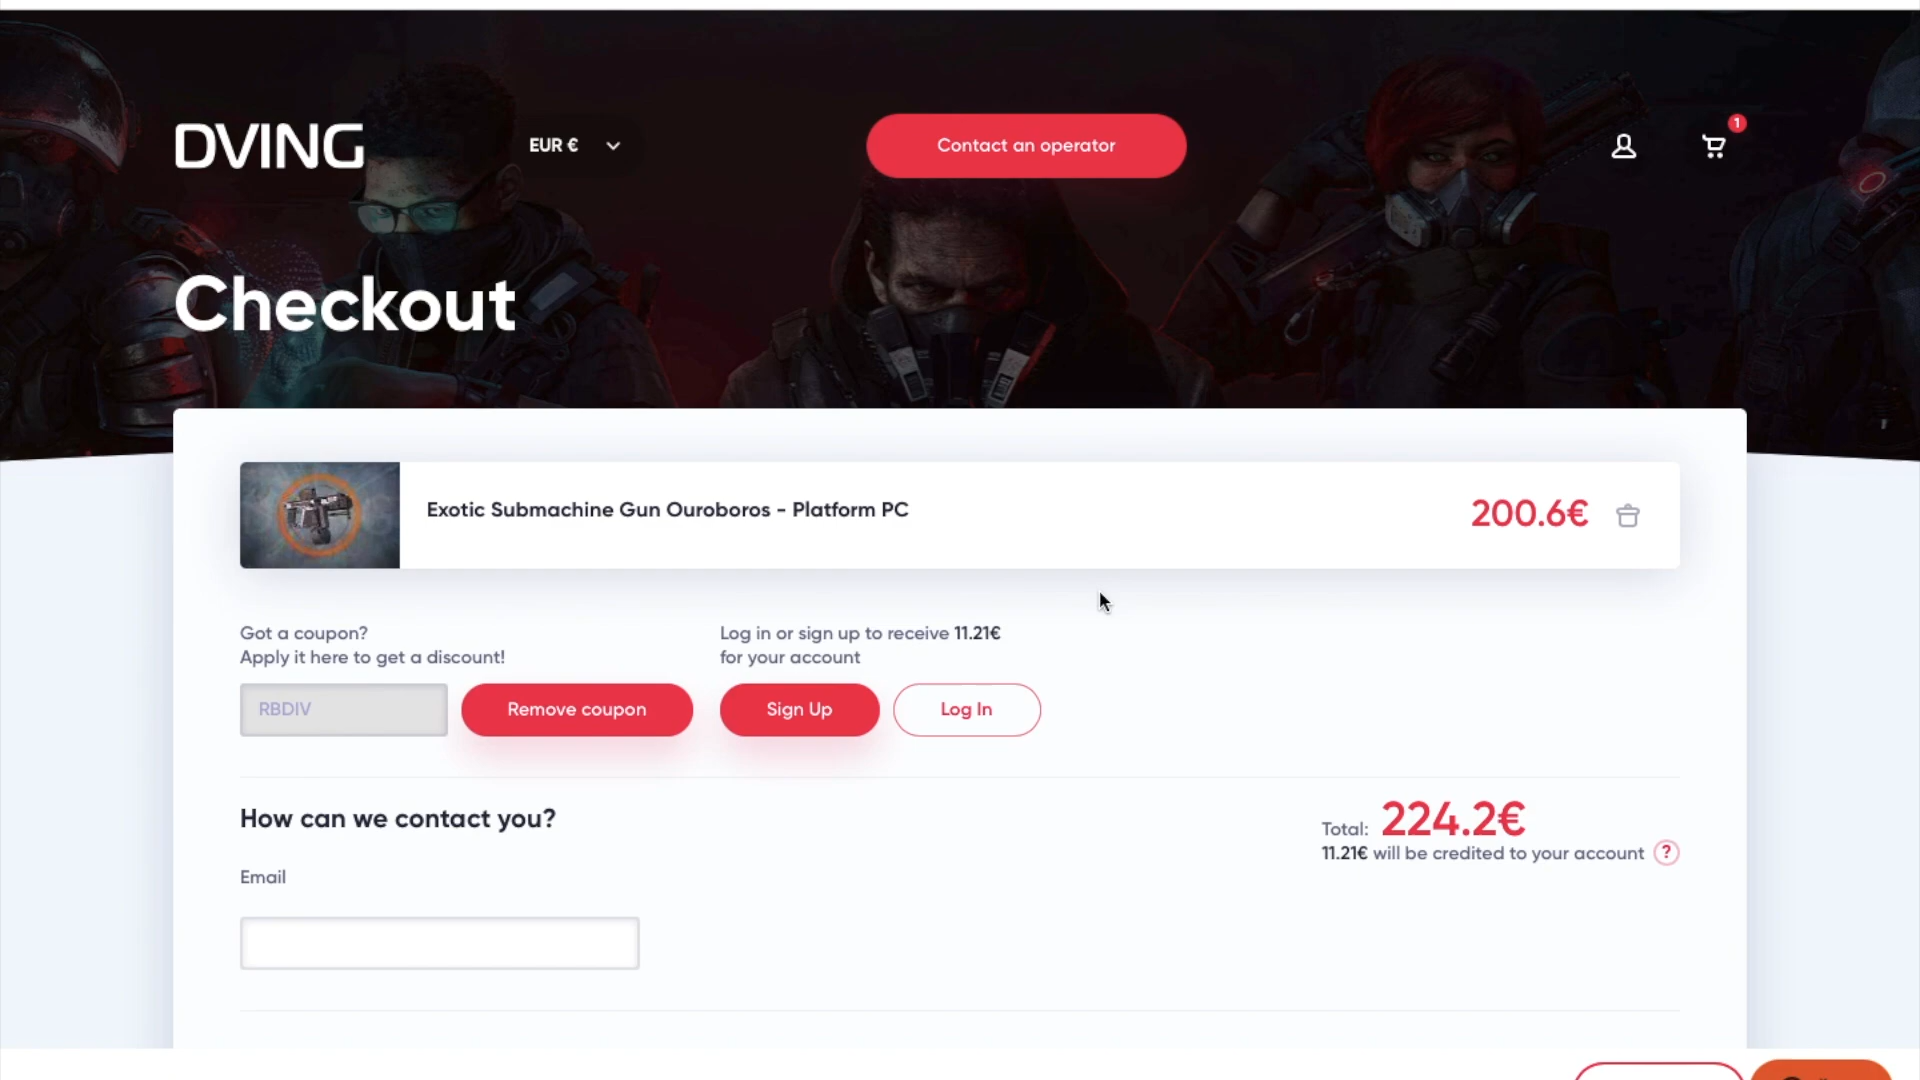 DVING
EUR €
Contact an operator
1
Checkout
Exotic Submachine Gun Ouroboros - Platform PC
200.6€
Got a coupon?
Apply it here to get a discount!
RBDIV
Remove coupon
Log in or sign up to receive 11.21€
for your account
Sign Up
Log In
How can we contact you?
Total: 224.2€
11.21€ will be credited to your account ?
Email